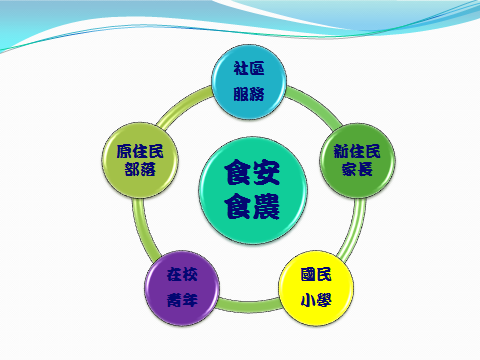 社區
服務
原住民
部落
新住民
家長
食安
食農
在校
青年
國民
小學